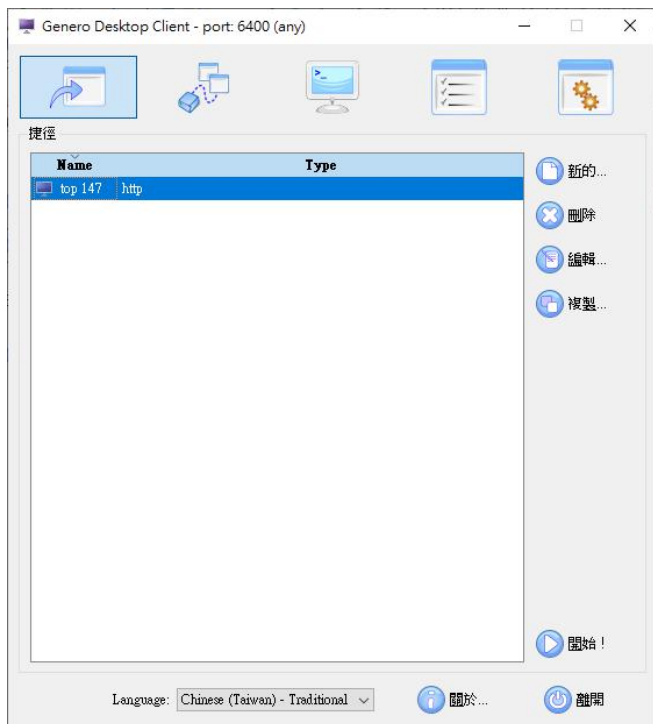 Genero Desktop Client - port: 6400 (any)
捷徑
Name Type
top 147 http
新的...
刪除
編輯...
複製...
開始！
Language: Chinese (Taiwan) - Traditional
關於...
離開